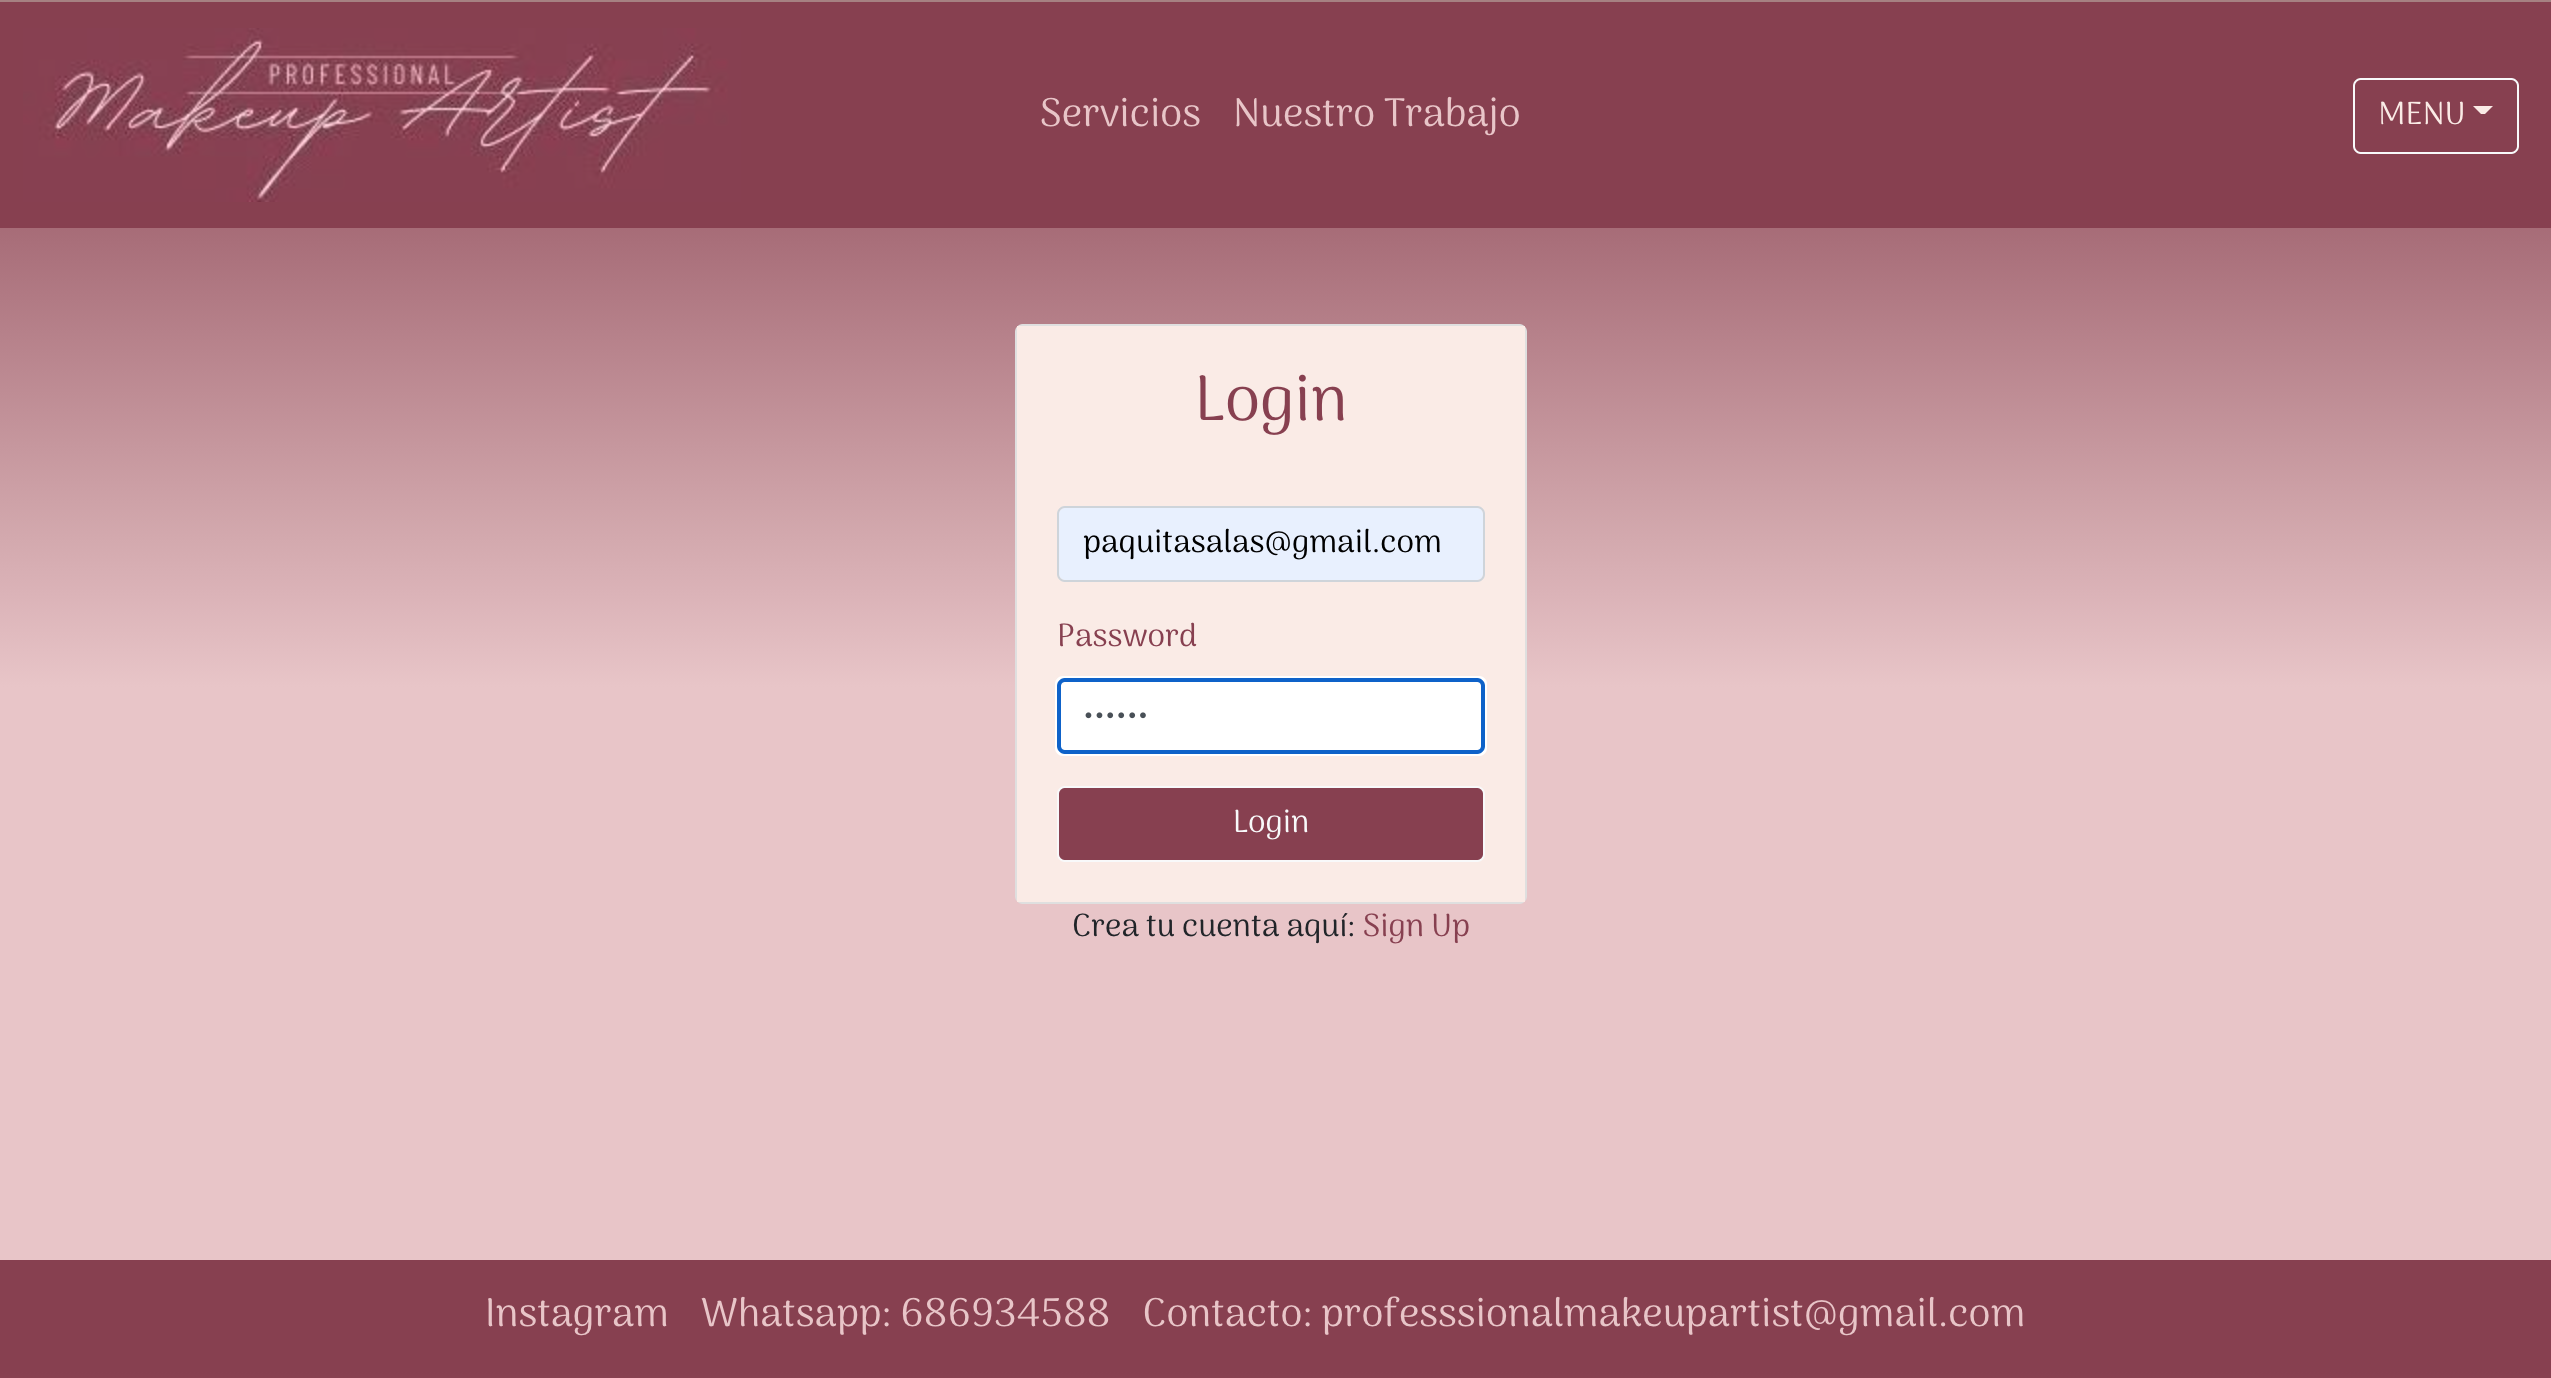 PROFESSIONAL
Makeup Artist
Servicios Nuestro Trabajo
MENU
Login
paquitasalas@gmail.com
Password
••••••
Login
Crea tu cuenta aquí: Sign Up
Instagram Whatsapp: 686934588 Contacto: professsionalmakeupartist@gmail.com